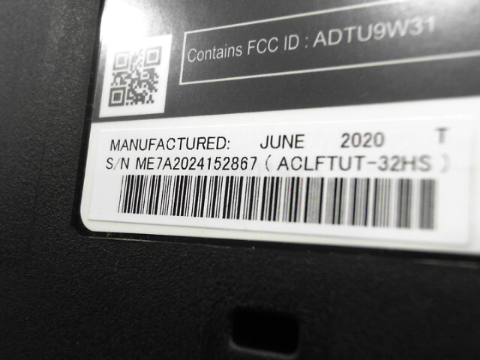 Contains FCC ID : ADTU9W31
MANUFACTURED: JUNE 2020 T
S/N ME7A2024152867 ( ACLFTUT-32HS )